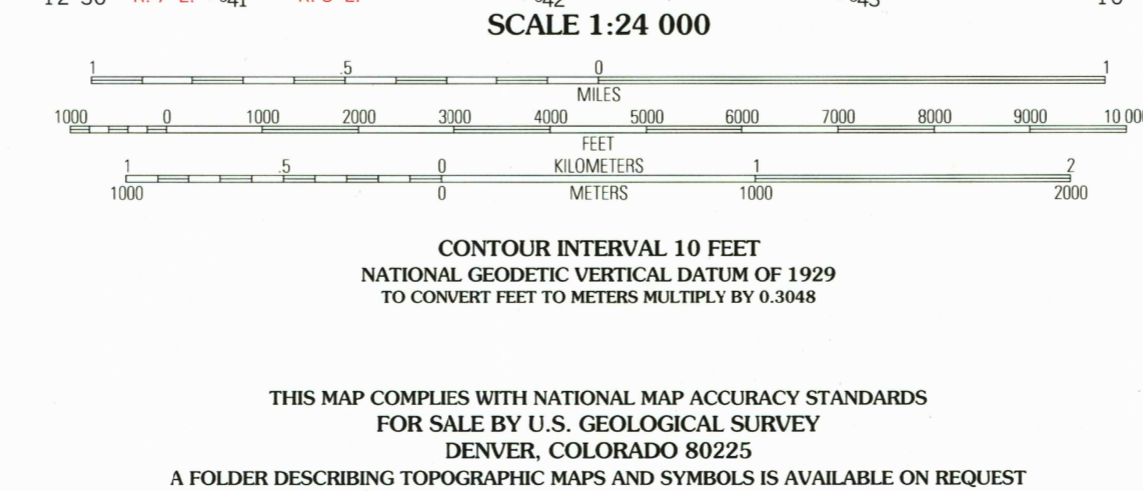 SCALE 1:24 000
1 .5 0 1
MILES
1000 0 1000 2000 3000 4000 5000 6000 7000 8000 9000 10 000
FEET
1 .5 0 KILOMETERS 1 2
1000 0 METERS 1000 2000
CONTOUR INTERVAL 10 FEET
NATIONAL GEODETIC VERTICAL DATUM OF 1929
TO CONVERT FEET TO METERS MULTIPLY BY 0.3048
THIS MAP COMPLIES WITH NATIONAL MAP ACCURACY STANDARDS
FOR SALE BY U.S. GEOLOGICAL SURVEY
DENVER, COLORADO 80225
A FOLDER DESCRIBING TOPOGRAPHIC MAPS AND SYMBOLS IS AVAILABLE ON REQUEST